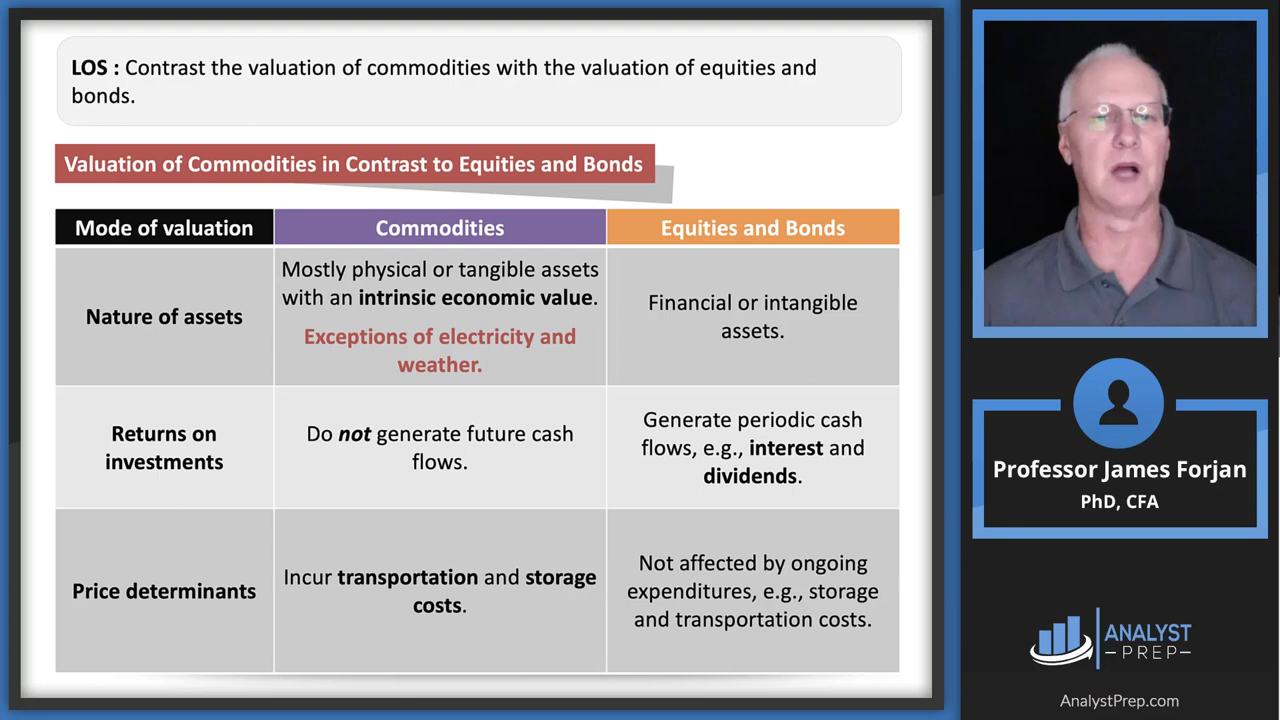 LOS : Contrast the valuation of commodities with the valuation of equities and
bonds.
Valuation of Commodities in Contrast to Equities and Bonds
Mode of valuation
Commodities
Equities and Bonds
Nature of assets
Mostly physical or tangible assets
with an intrinsic economic value.
Exceptions of electricity and
weather.
Financial or intangible
assets.
Returns on
investments
Do not generate future cash
flows.
Generate periodic cash
flows, e.g., interest and
dividends.
Price determinants
Incur transportation and storage
costs.
Not affected by ongoing
expenditures, e.g., storage
and transportation costs.
Professor James Forjan
PhD, CFA
ANALYST
PREP
AnalystPrep.com